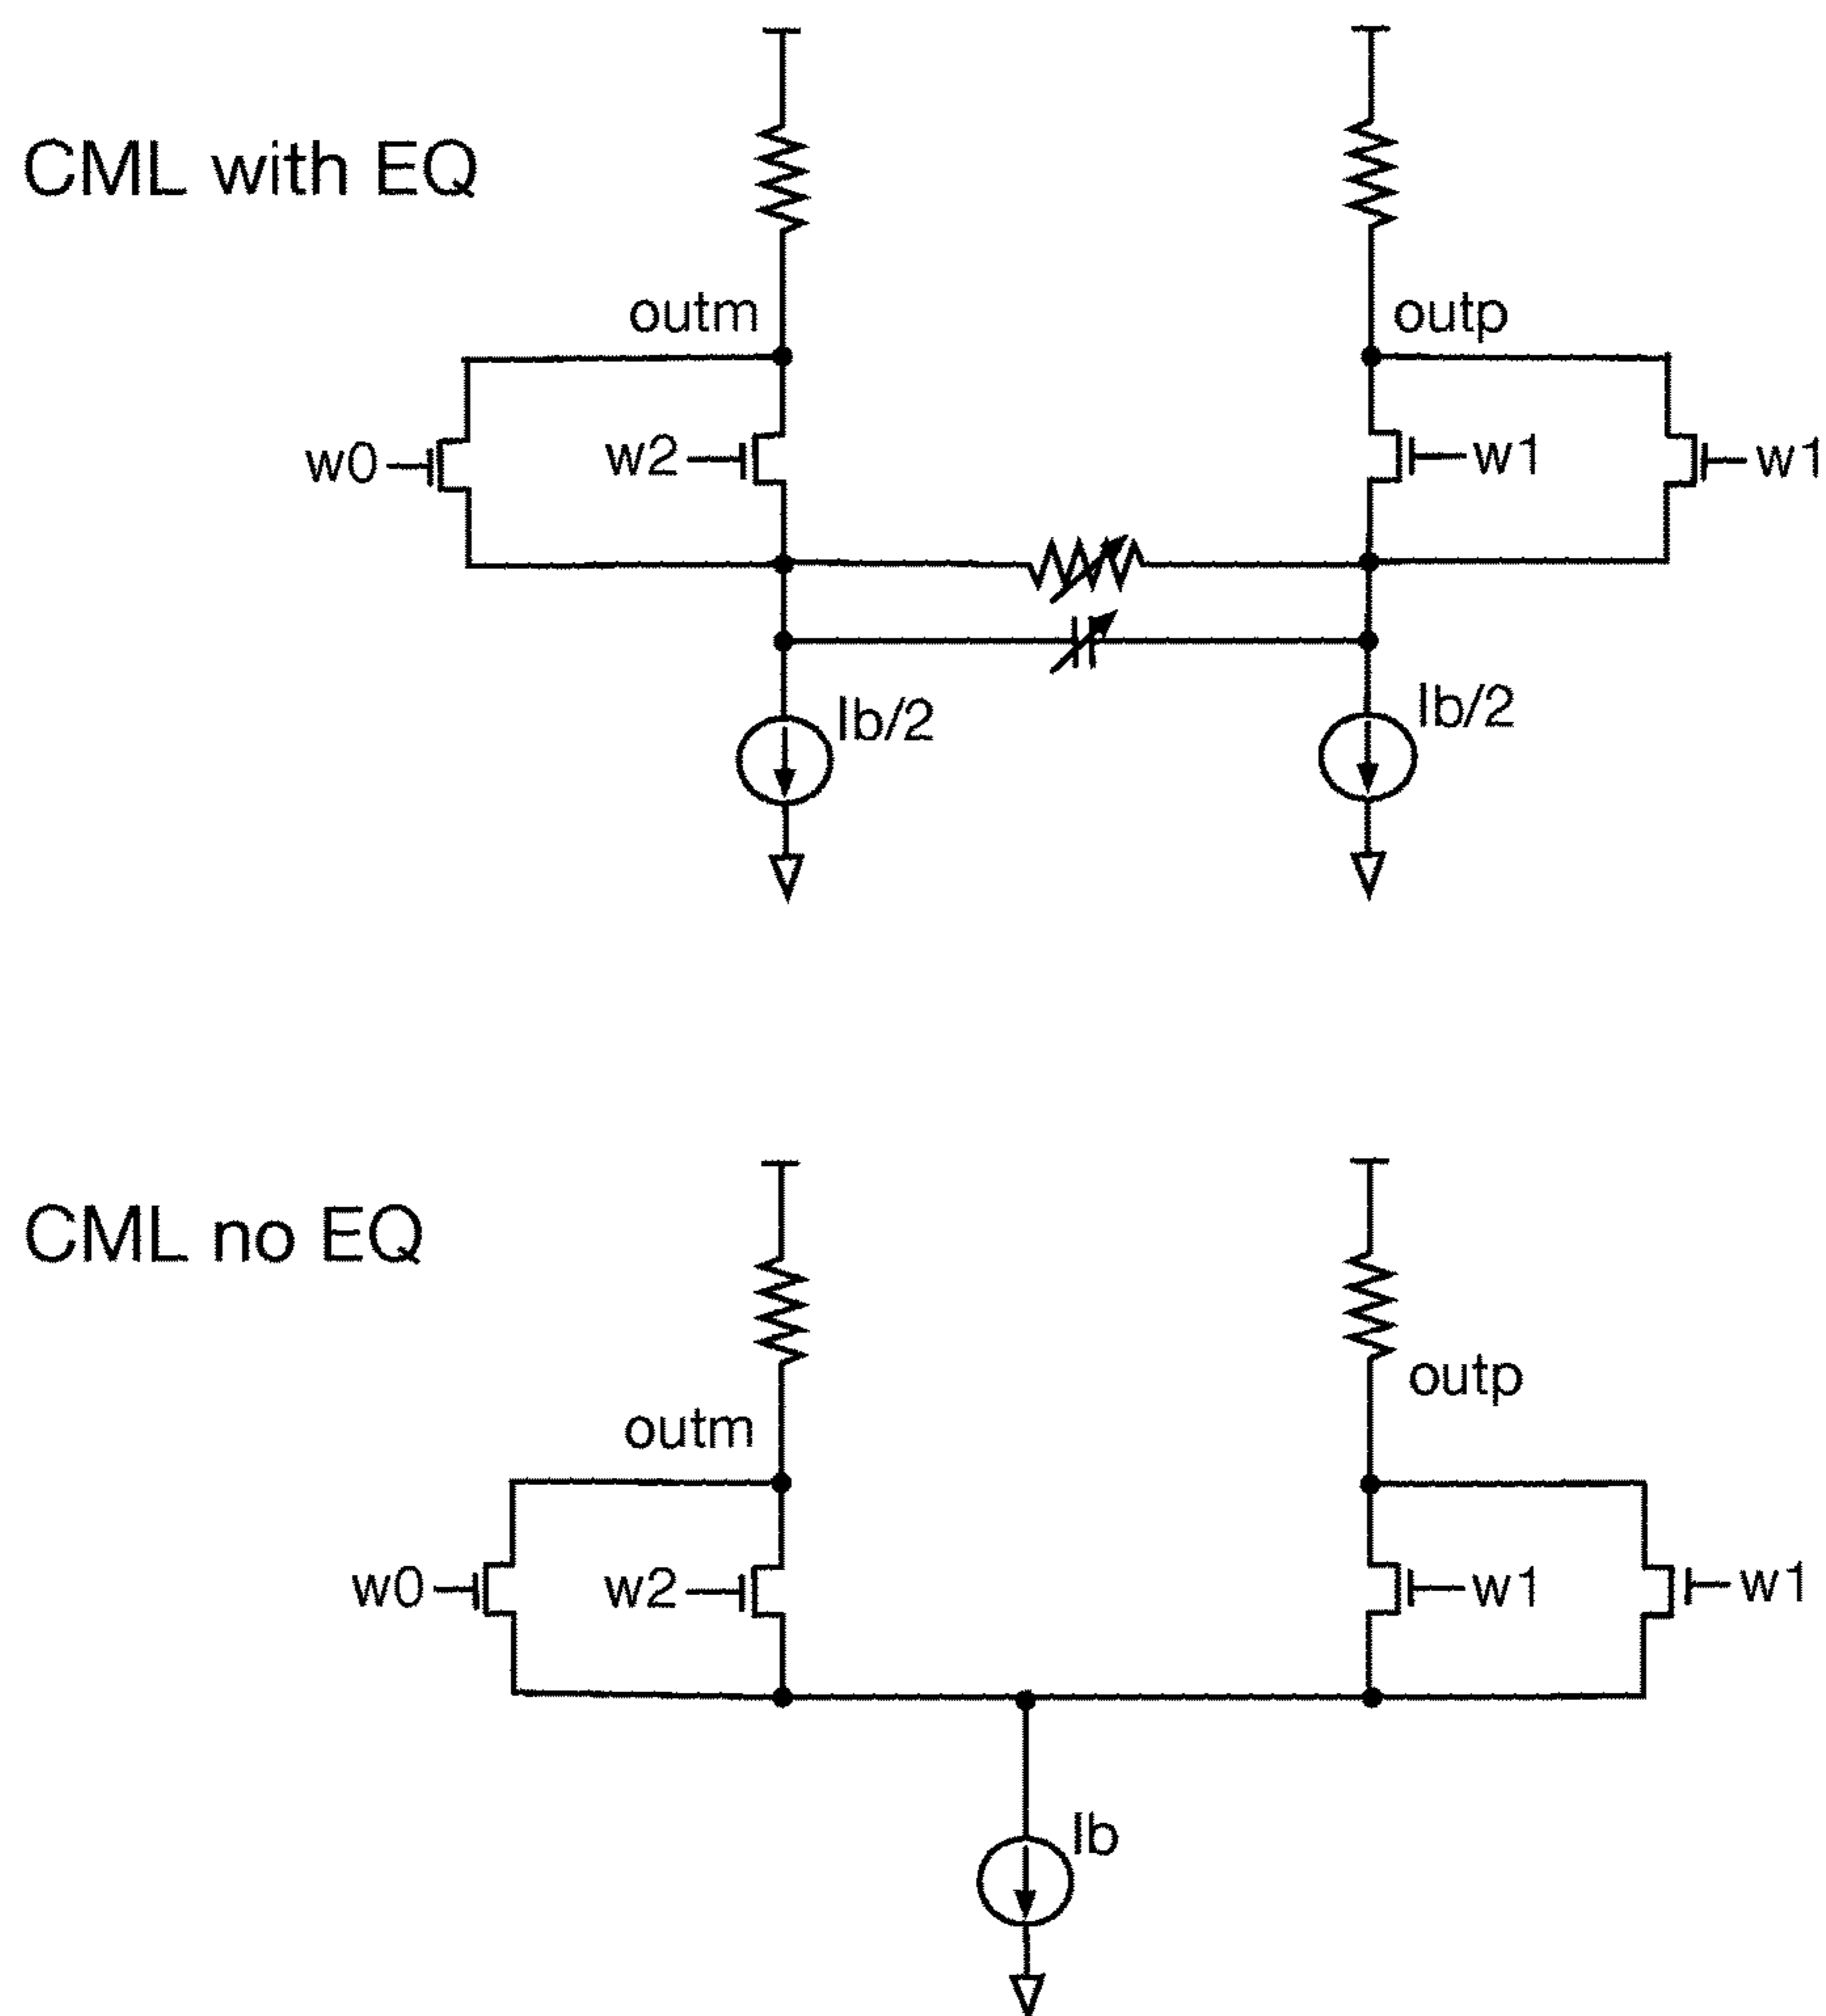 CML with EQ
outm
outp
w0
w2
w1
w1
Ib/2
Ib/2
CML no EQ
outp
outm
w0
w2
w1
w1
Ib